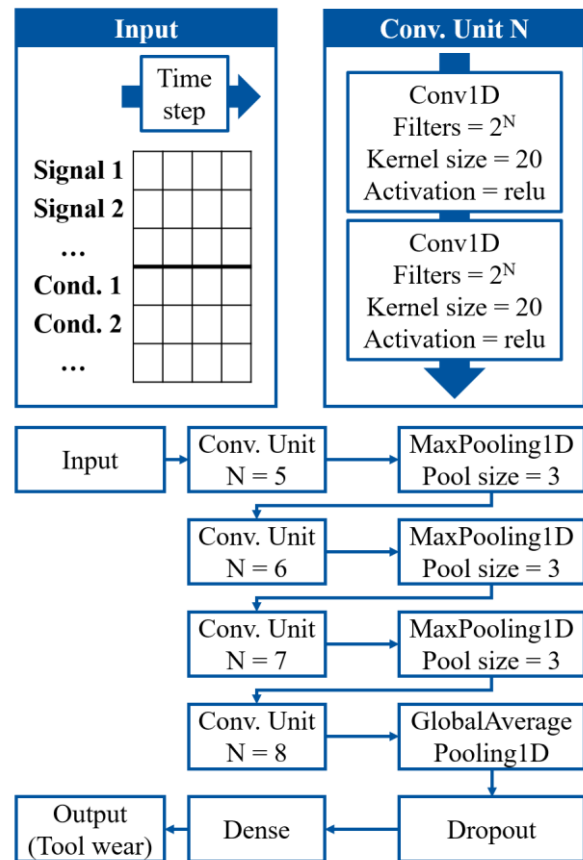 Input
Time
step
Signal 1
Signal 2
...
Cond. 1
Cond. 2
...
Conv. Unit N
Conv1D
Filters = 2^N
Kernel size = 20
Activation = relu
Conv1D
Filters = 2^N
Kernel size = 20
Activation = relu
Input
Conv. Unit
N = 5
MaxPooling1D
Pool size = 3
Conv. Unit
N = 6
MaxPooling1D
Pool size = 3
Conv. Unit
N = 7
MaxPooling1D
Pool size = 3
Conv. Unit
N = 8
GlobalAverage
Pooling1D
Output
(Tool wear)
Dense
Dropout